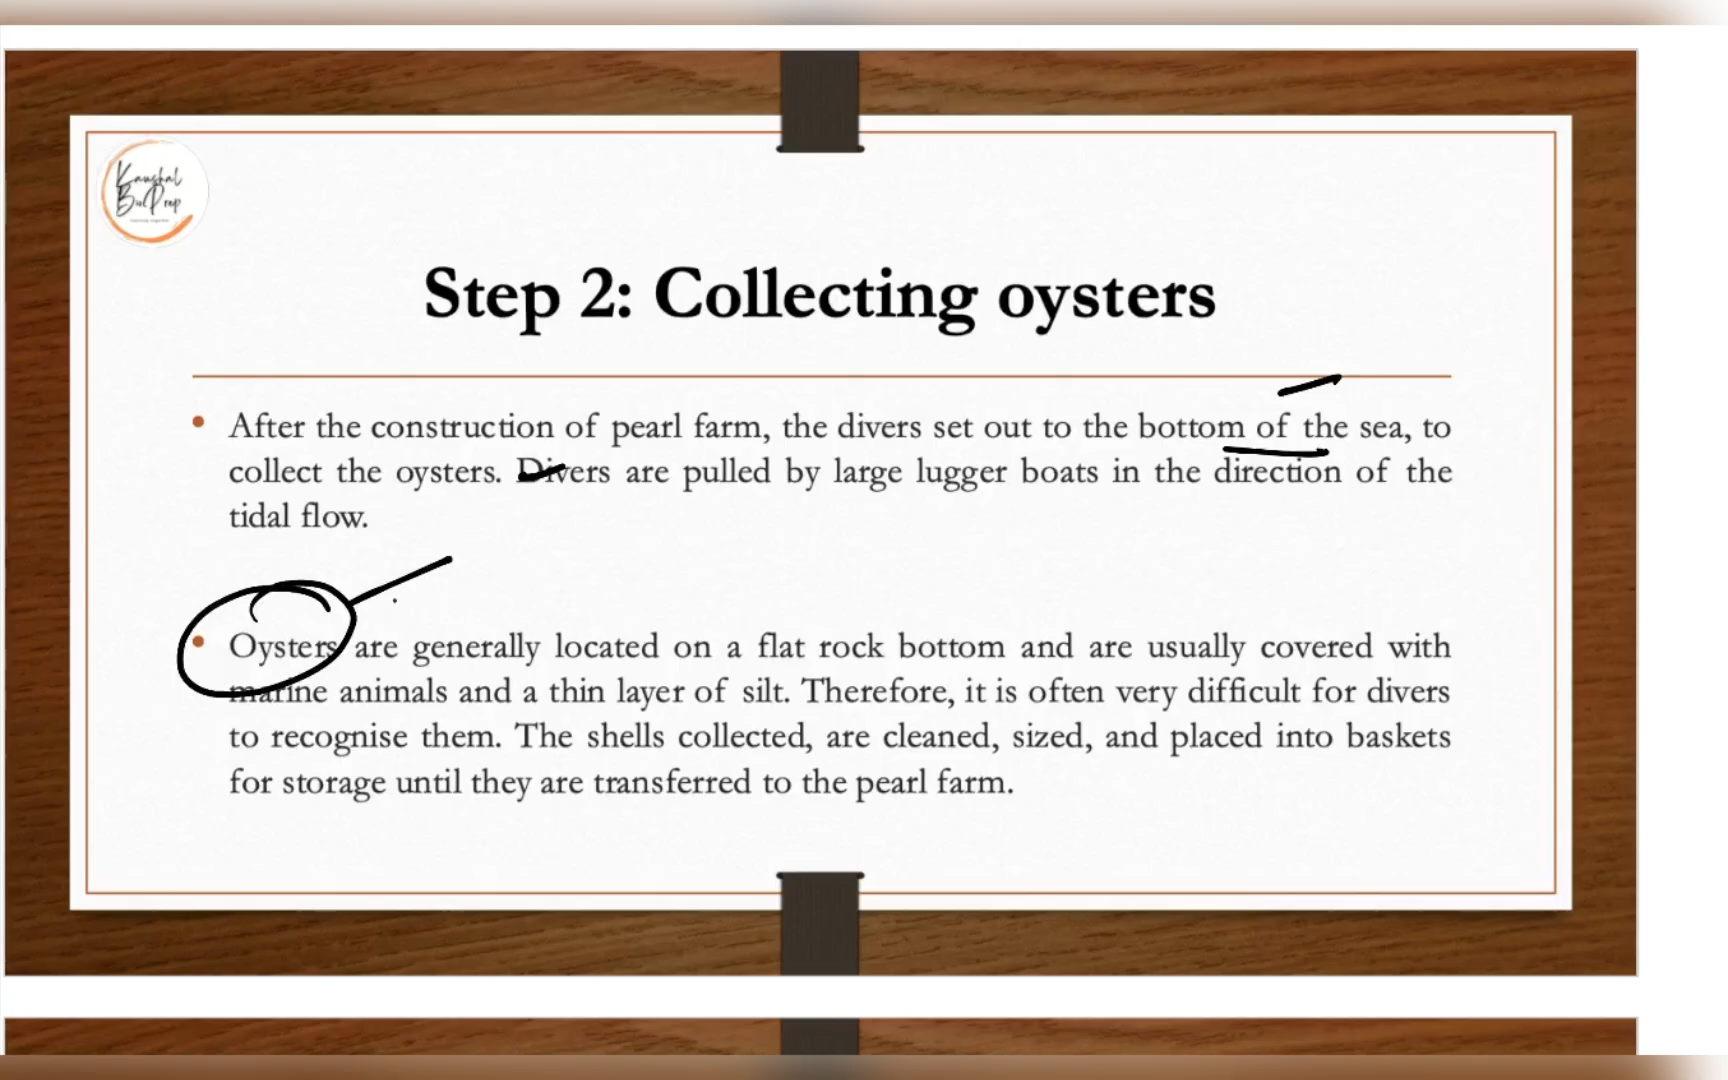 Kaushal
BioPrep
Step 2: Collecting oysters
• After the construction of pearl farm, the divers set out to the bottom of the sea, to
collect the oysters. Divers are pulled by large lugger boats in the direction of the
tidal flow.
• Oysters are generally located on a flat rock bottom and are usually covered with
marine animals and a thin layer of silt. Therefore, it is often very difficult for divers
to recognise them. The shells collected, are cleaned, sized, and placed into baskets
for storage until they are transferred to the pearl farm.